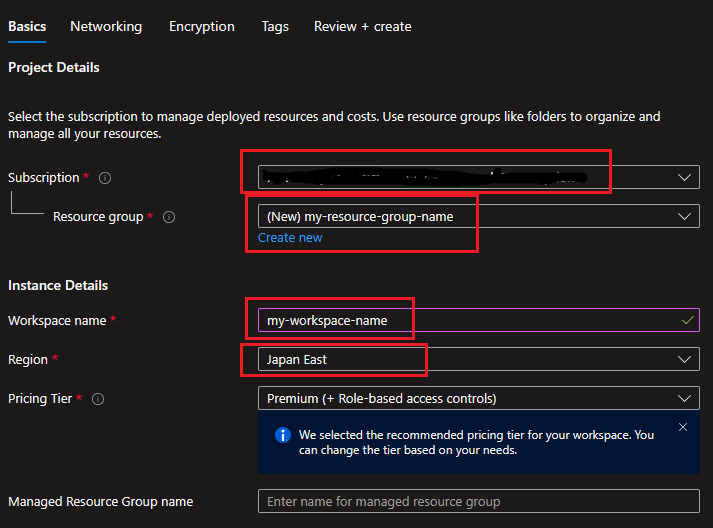 Basics Networking Encryption Tags Review + create
Project Details
Select the subscription to manage deployed resources and costs. Use resource groups like folders to organize and
manage all your resources.
Subscription *
Resource group * (New) my-resource-group-name
Create new
Instance Details
Workspace name * my-workspace-name
Region * Japan East
Pricing Tier * Premium (+ Role-based access controls)
We selected the recommended pricing tier for your workspace. You
can change the tier based on your needs.
Managed Resource Group name Enter name for managed resource group